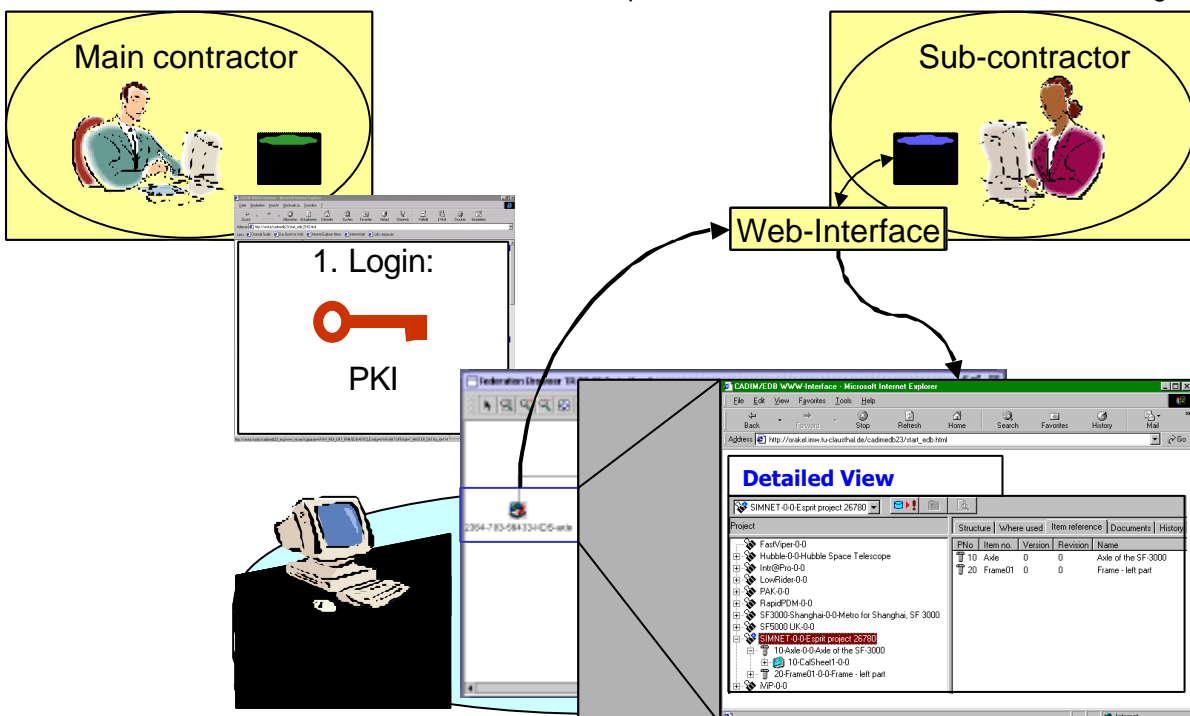 Main contractor
Sub-contractor
Web-Interface
1. Login:
PKI
CADIM/EDB WWW-Interface - Microsoft Internet Explorer
File Edit View Favorites Tools Help
Back Forward Stop Refresh Home Search Favorites History Mail
Address http://orakel.imw.tu-clausthal.de/cadimedb23/start_edb.html Go
Detailed View
SIMNET-0-0-Esprit project 26780
Project
Structure Where used Item reference Documents History
PNo Item no. Version Revision Name
10 Axle 0 0 Axle of the SF-3000
20 Frame01 0 0 Frame - left part
FastViper-0-0
Hubble-0-0-Hubble Space Telescope
Intr@Pro-0-0
LowRider-0-0
PAK-0-0
RapidPDM-0-0
SF3000-Shanghai-0-0-Metro for Shanghai, SF 3000
SF5000 UK-0-0
SIMNET-0-0-Esprit project 26780
10-Axle-0-0-Axle of the SF-3000
10-CalSheet1-0-0
20-Frame01-0-0-Frame - left part
iViP-0-0